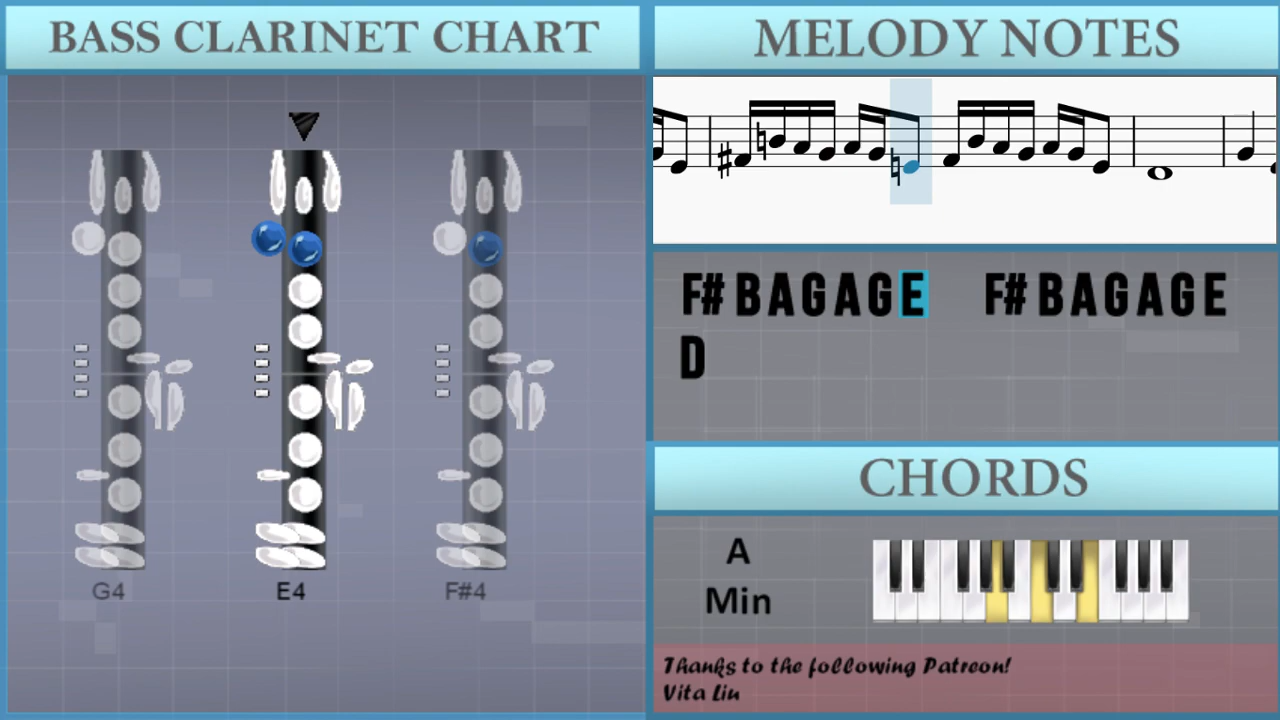 BASS CLARINET CHART
MELODY NOTES
F# B A G A G E F# B A G A G E
D
G4 E4 F#4
CHORDS
A
Min
Thanks to the following Patreon!
Vita Liu